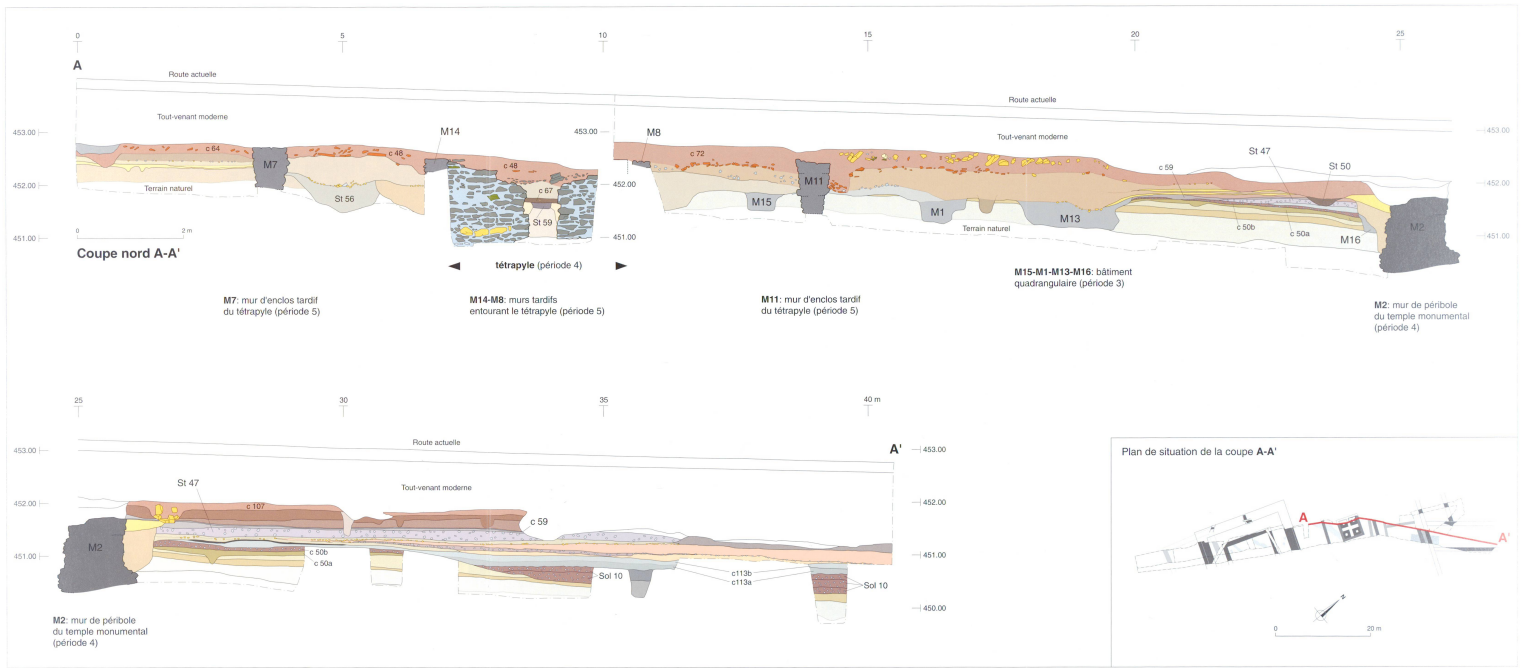 0 5 10 15 20 25
A
Route actuelle
Route actuelle
Tout-venant moderne
Tout-venant moderne
453.00
453.00
453.00
M14
M8
c 64
M7
c 48
c 48
c 72
c 59
St 47
St 50
452.00
452.00
452.00
Terrain naturel
St 56
c 67
St 59
M11
M15
M1
M13
M2
451.00
451.00
451.00
Terrain naturel
c 50b
c 50a
M16
0 2 m
Coupe nord A-A'
tétrapyle (période 4)
M7: mur d'enclos tardif
du tétrapyle (période 5)
M14-M8: murs tardifs
entourant le tétrapyle (période 5)
M11: mur d'enclos tardif
du tétrapyle (période 5)
M15-M1-M13-M16: bâtiment
quadrangulaire (période 3)
M2: mur de péribole
du temple monumental
(période 4)
25 30 35 40 m
Route actuelle
A'
453.00
453.00
Tout-venant moderne
St 47
452.00
452.00
c 107
c 59
M2
451.00
451.00
c 50b
c 50a
Sol 10
c113b
c113a
Sol 10
450.00
M2: mur de péribole
du temple monumental
(période 4)
Plan de situation de la coupe A-A'
A
A'
N
0 20 m